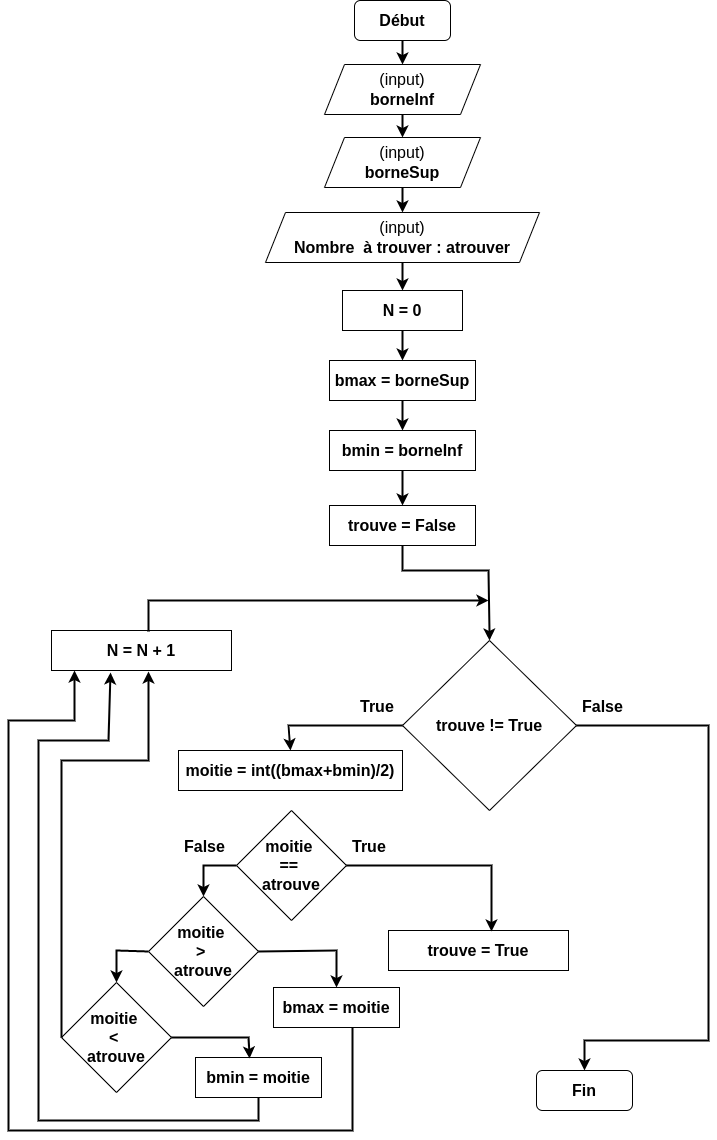 Début
(input)
borneInf
(input)
borneSup
(input)
Nombre à trouver : atrouver
N = 0
bmax = borneSup
bmin = borneInf
trouve = False
N = N + 1
True
False
trouve != True
moitie = int((bmax+bmin)/2)
False
True
moitie
==
atrouve
moitie
>
atrouve
trouve = True
bmax = moitie
moitie
<
atrouve
bmin = moitie
Fin